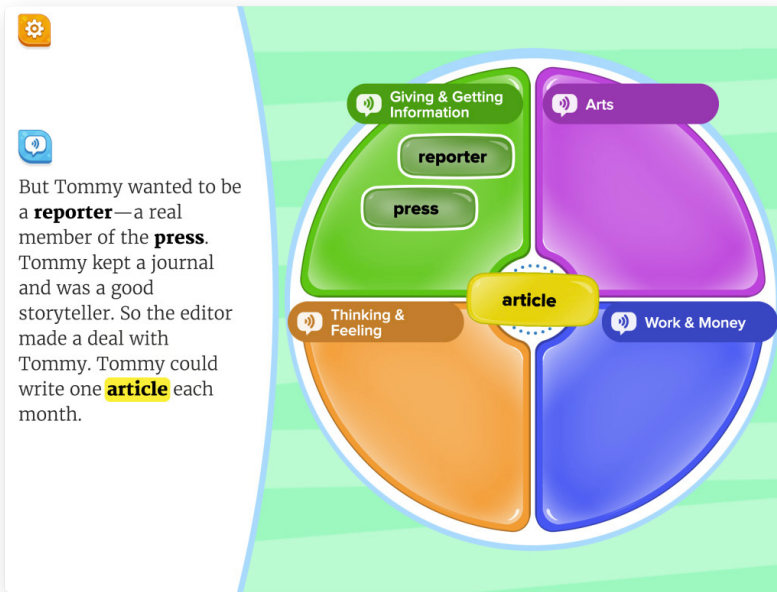 But Tommy wanted to be
a reporter—a real
member of the press.
Tommy kept a journal
and was a good
storyteller. So the editor
made a deal with
Tommy. Tommy could
write one article each
month.
Giving & Getting
Information
Arts
reporter
press
article
Thinking &
Feeling
Work & Money